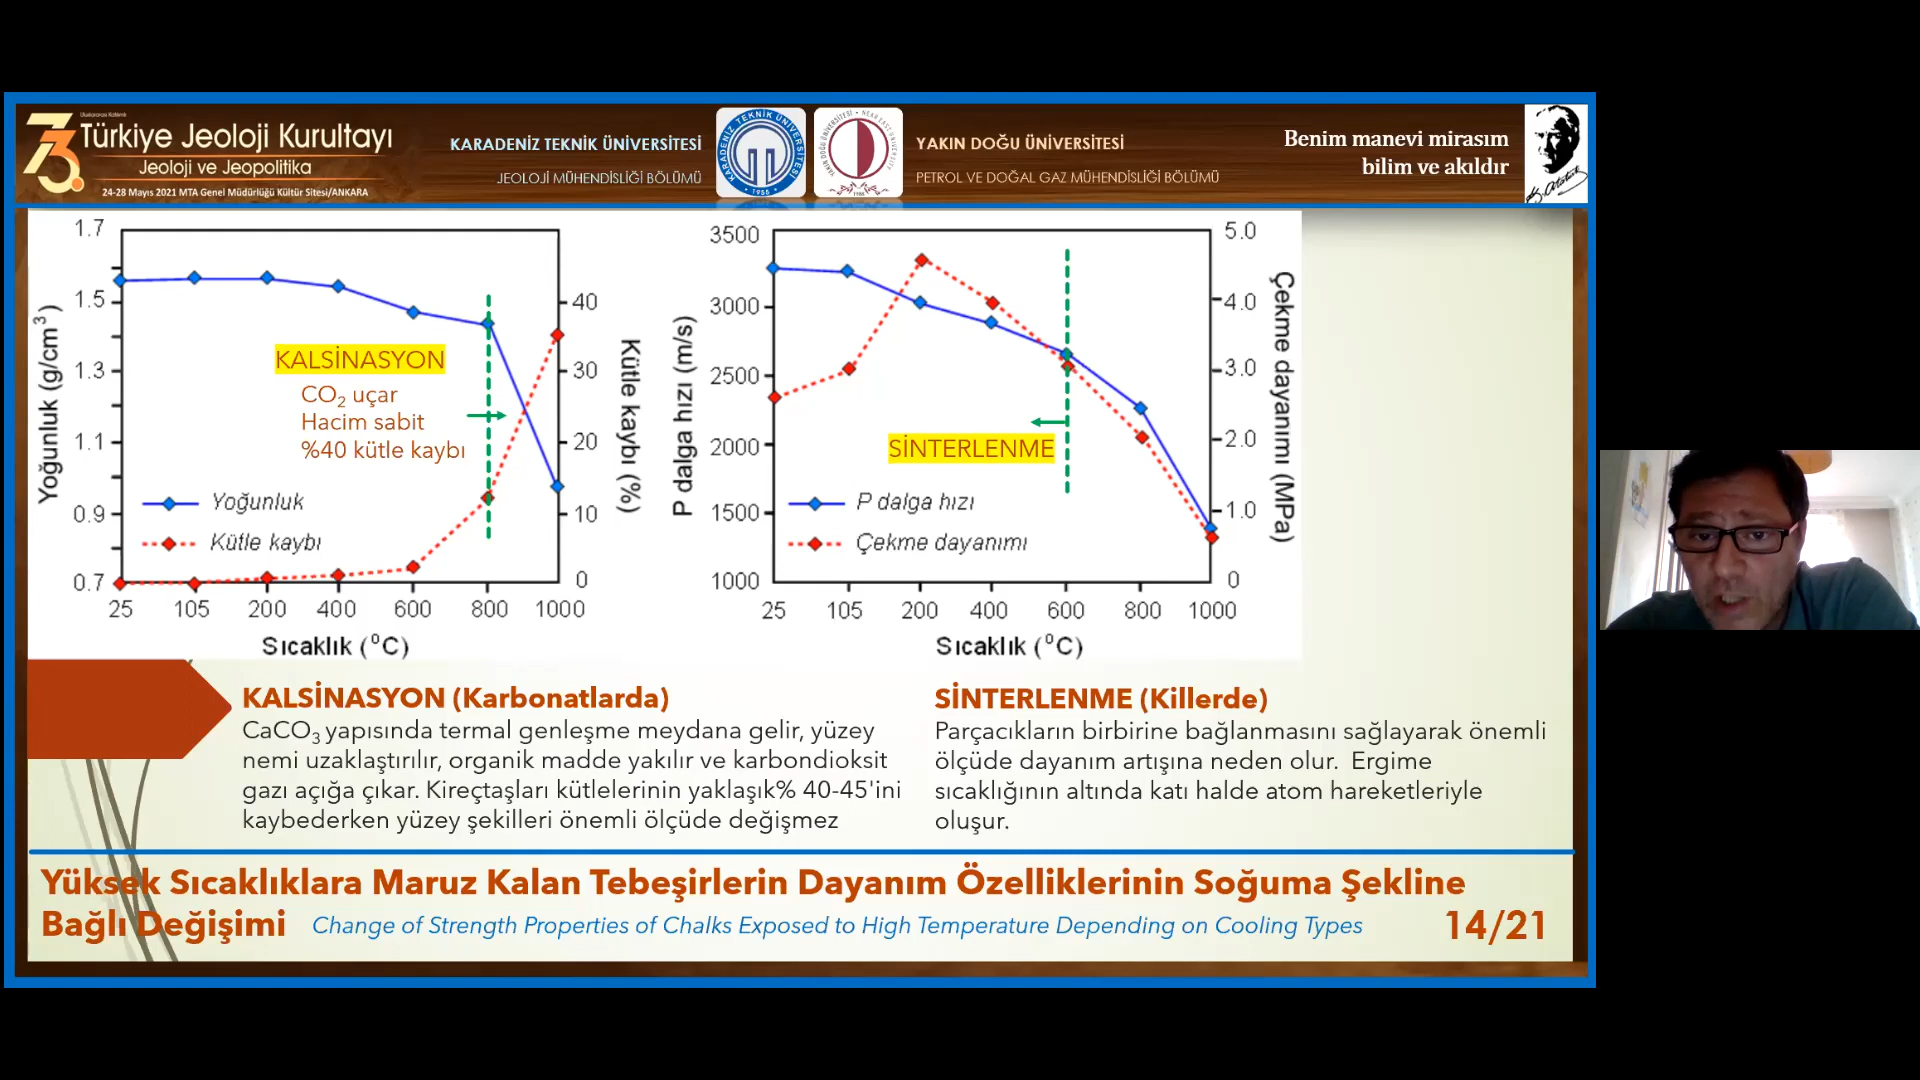 Uluslararası Katılımlı
73. Türkiye Jeoloji Kurultayı
Jeoloji ve Jeopolitika
24-28 Mayıs 2021 MTA Genel Müdürlüğü Kültür Sitesi/ANKARA
KARADENİZ TEKNİK ÜNİVERSİTESİ
JEOLOJİ MÜHENDİSLİĞİ BÖLÜMÜ
YAKIN DOĞU ÜNİVERSİTESİ
PETROL VE DOĞAL GAZ MÜHENDİSLİĞİ BÖLÜMÜ
Benim manevi mirasım
bilim ve akıldır
Yoğunluk (g/cm³)
1.7
1.5
1.3
1.1
0.9
0.7
KALSİNASYON
CO₂ uçar
Hacim sabit
%40 kütle kaybı
Yoğunluk
Kütle kaybı
40
30
20
10
0
Kütle kaybı (%)
25 105 200 400 600 800 1000
Sıcaklık (⁰C)
P dalga hızı (m/s)
3500
3000
2500
2000
1500
1000
SİNTERLENME
P dalga hızı
Çekme dayanımı
5.0
4.0
3.0
2.0
1.0
0
Çekme dayanımı (MPa)
25 105 200 400 600 800 1000
Sıcaklık (⁰C)
KALSİNASYON (Karbonatlarda)
CaCO₃ yapısında termal genleşme meydana gelir, yüzey
nemi uzaklaştırılır, organik madde yakılır ve karbondioksit
gazı açığa çıkar. Kireçtaşları kütlelerinin yaklaşık% 40-45'ini
kaybederken yüzey şekilleri önemli ölçüde değişmez
SİNTERLENME (Killerde)
Parçacıkların birbirine bağlanmasını sağlayarak önemli
ölçüde dayanım artışına neden olur. Ergime
sıcaklığının altında katı halde atom hareketleriyle
oluşur.
Yüksek Sıcaklıklara Maruz Kalan Tebeşirlerin Dayanım Özelliklerinin Soğuma Şekline
Bağlı Değişimi Change of Strength Properties of Chalks Exposed to High Temperature Depending on Cooling Types
14/21